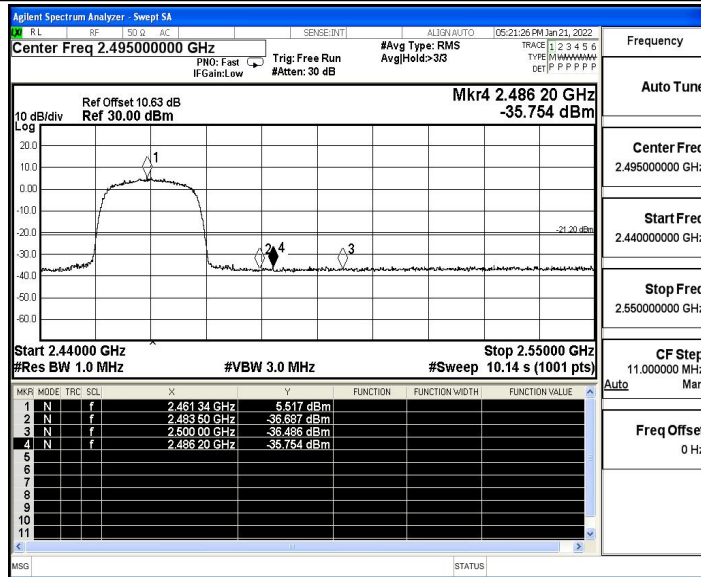 Agilent Spectrum Analyzer - Swept SA
LXI RL RF 50 Ω AC SENSE:INT ALIGN AUTO 05:21:26 PM Jan 21, 2022
Center Freq 2.495000000 GHz #Avg Type: RMS TRACE 1 2 3 4 5 6
PNO: Fast Trig: Free Run Avg|Hold:>3/3 TYPE M WWWWW
IFGain:Low #Atten: 30 dB DET P P P P P P
Ref Offset 10.63 dB Mkr4 2.486 20 GHz
10 dB/div Ref 30.00 dBm -35.754 dBm
Log
20.0
10.0
0.00
-10.0
-20.0
-30.0
-40.0
-50.0
-60.0
1
-21.20 dBm
2 4 3
Start 2.44000 GHz Stop 2.55000 GHz
#Res BW 1.0 MHz #VBW 3.0 MHz #Sweep 10.14 s (1001 pts)
MKR MODE TRC SCL X Y FUNCTION FUNCTION WIDTH FUNCTION VALUE
1 N f 2.461 34 GHz 5.517 dBm
2 N f 2.483 50 GHz -36.687 dBm
3 N f 2.500 00 GHz -36.486 dBm
4 N f 2.486 20 GHz -35.754 dBm
5
6
7
8
9
10
11
MSG STATUS
Frequency
Auto Tune
Center Freq
2.495000000 GHz
Start Freq
2.440000000 GHz
Stop Freq
2.550000000 GHz
CF Step
11.000000 MHz
Auto Man
Freq Offset
0 Hz